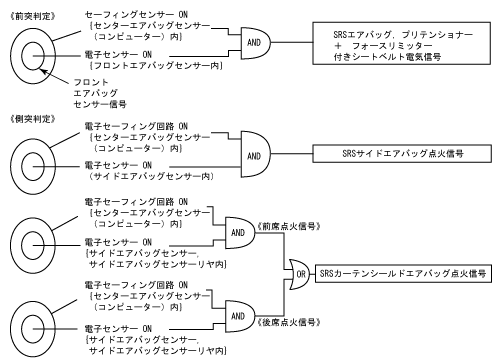 《前突判定》
セーフィングセンサー ON
{センターエアバッグセンサー
(コンピューター) 内}
電子センサー ON
{フロントエアバッグセンサー内}
フロント
エアバッグ
センサー信号
AND
SRSエアバッグ, プリテンショナー
＋ フォースリミッター
付きシートベルト電気信号
《側突判定》
電子セーフィング回路 ON
{センターエアバッグセンサー
(コンピューター) 内}
電子センサー ON
(サイドエアバッグセンサー内)
AND
SRSサイドエアバッグ点火信号
電子セーフィング回路 ON
{センターエアバッグセンサー
(コンピューター) 内}
電子センサー ON
{サイドエアバッグセンサー,
サイドエアバッグセンサーリヤ内}
AND
《前席点火信号》
OR
SRSカーテンシールドエアバッグ点火信号
電子セーフィング回路 ON
{センターエアバッグセンサー
(コンピューター) 内}
電子センサー ON
{サイドエアバッグセンサー,
サイドエアバッグセンサーリヤ内}
AND
《後席点火信号》